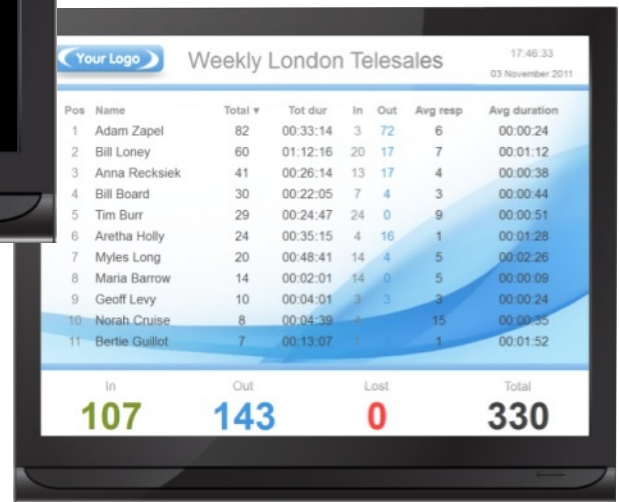 Your Logo Weekly London Telesales 17:46:33
03 November 2011
Pos Name Total ▼ Tot dur In Out Avg resp Avg duration
1 Adam Zapel 82 00:33:14 3 72 6 00:00:24
2 Bill Loney 60 01:12:16 20 17 7 00:01:12
3 Anna Recksiek 41 00:26:14 13 17 4 00:00:38
4 Bill Board 30 00:22:05 7 4 3 00:00:44
5 Tim Burr 29 00:24:47 24 0 9 00:00:51
6 Aretha Holly 24 00:35:15 4 16 1 00:01:28
7 Myles Long 20 00:48:41 14 4 5 00:02:26
8 Maria Barrow 14 00:02:01 14 0 5 00:00:09
9 Geoff Levy 10 00:04:01 3 3 3 00:00:24
10 Norah Cruise 8 00:04:39 4 15 00:00:35
11 Bertie Guillot 7 00:13:07 1 1 00:01:52
In Out Lost Total
107 143 0 330